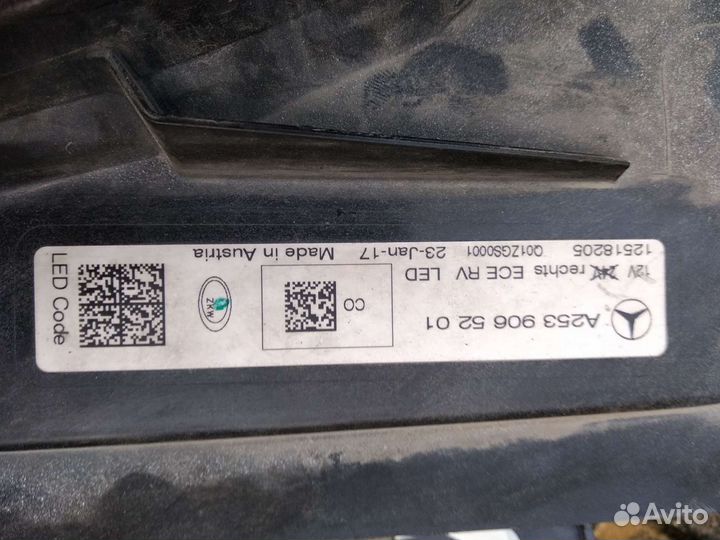 A253 906 52 01
12V 24V rechts ECE RV LED
12518205 Q01ZGS0001 23-Jan-17 Made in Austria
CO
ZKW
LED Code
Avito